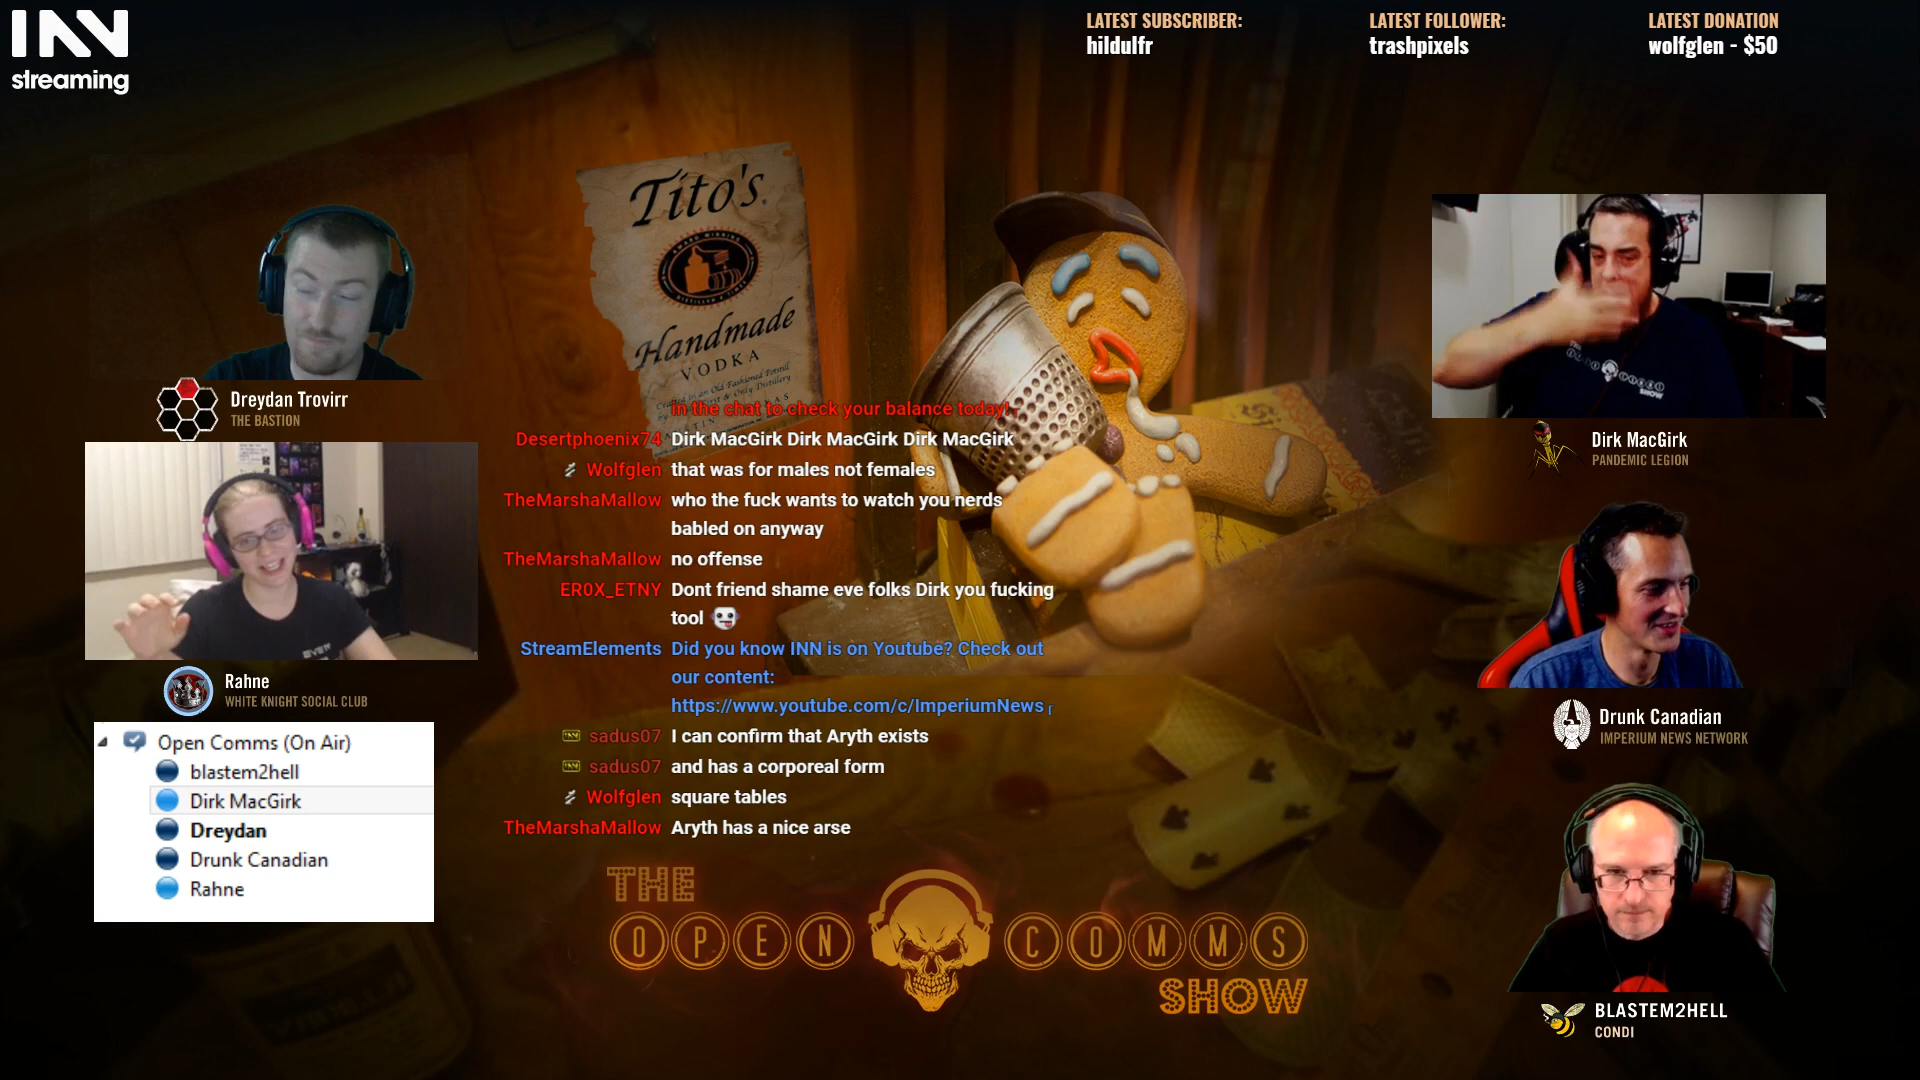 INN
streaming
LATEST SUBSCRIBER:
hildulfr
LATEST FOLLOWER:
trashpixels
LATEST DONATION
wolfglen - $50
Tito's
Handmade
VODKA
Dreydan Trovirr
THE BASTION
Rahne
WHITE KNIGHT SOCIAL CLUB
Open Comms (On Air)
blastem2hell
Dirk MacGirk
Dreydan
Drunk Canadian
Rahne
in the chat to check your balance today!
Desertphoenix74 Dirk MacGirk Dirk MacGirk Dirk MacGirk
Wolfglen that was for males not females
TheMarshaMallow who the fuck wants to watch you nerds
babled on anyway
TheMarshaMallow no offense
ER0X_ETNY Dont friend shame eve folks Dirk you fucking
tool
StreamElements Did you know INN is on Youtube? Check out
our content:
https://www.youtube.com/c/ImperiumNews
sadus07 I can confirm that Aryth exists
sadus07 and has a corporeal form
Wolfglen square tables
TheMarshaMallow Aryth has a nice arse
THE
OPEN COMMS
SHOW
Dirk MacGirk
PANDEMIC LEGION
Drunk Canadian
IMPERIUM NEWS NETWORK
BLASTEM2HELL
CONDI